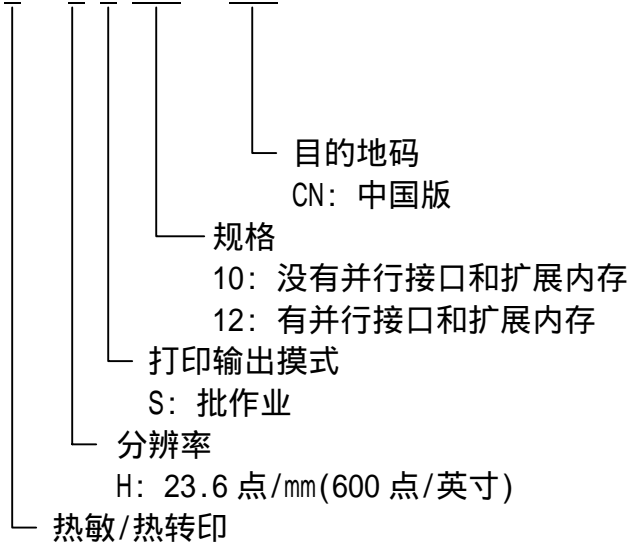 目的地码
CN: 中国版
规格
10: 没有并行接口和扩展内存
12: 有并行接口和扩展内存
打印输出摸式
S: 批作业
分辨率
H: 23.6 点/mm(600 点/英寸)
热敏/热转印